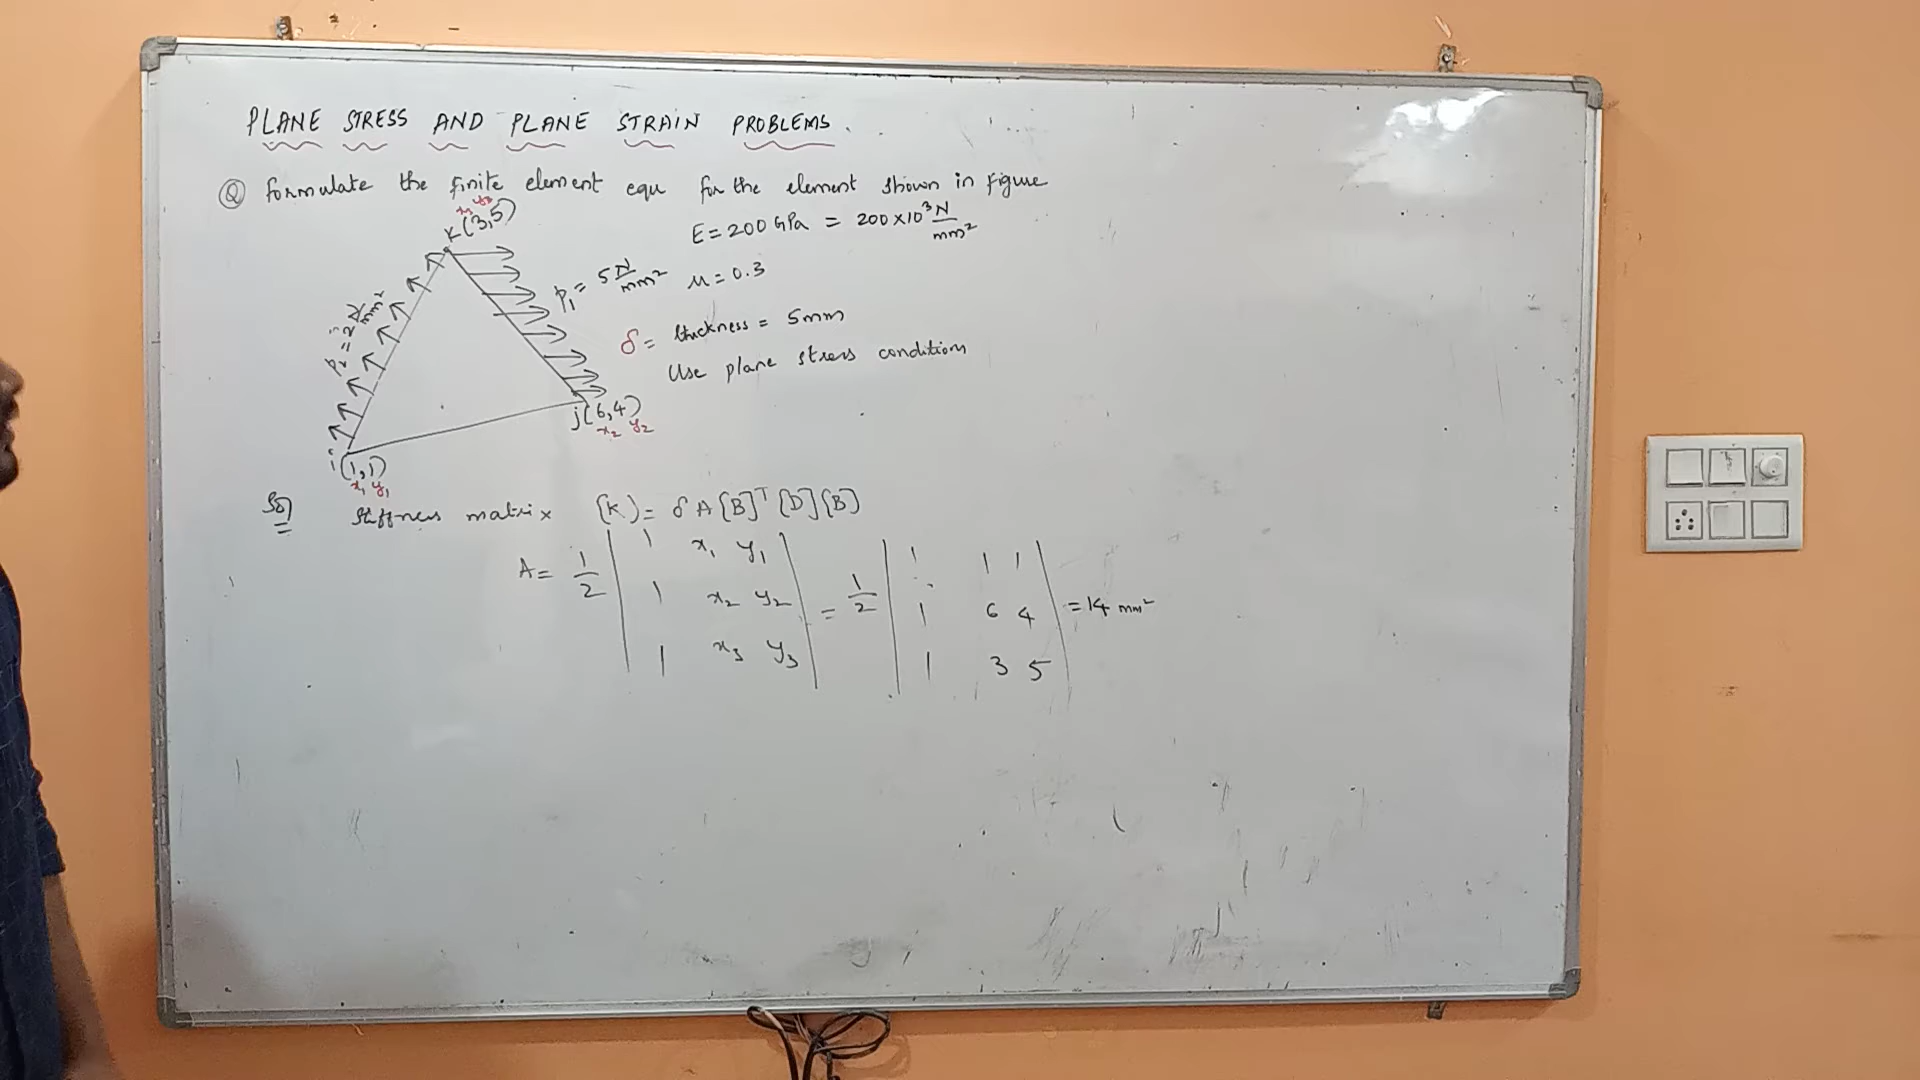 PLANE STRESS AND PLANE STRAIN PROBLEMS.
Q formulate the finite element equ for the element shown in figure
x3 y3
K(3,5)
E = 200 GPa = 200 x 10³ N/mm²
p1 = 5 N/mm² μ = 0.3
p2 = 2 N/mm²
δ = thickness = 5mm
Use plane stress condition
j(6,4)
x2 y2
i(1,1)
x1 y1
Sol Stiffness matrix [K] = δ A [B]ᵀ [D] [B]
A = 1/2 | 1 x1 y1 | = 1/2 | 1 1 1 | = 14 mm²
1 x2 y2 1 6 4
1 x3 y3 1 3 5